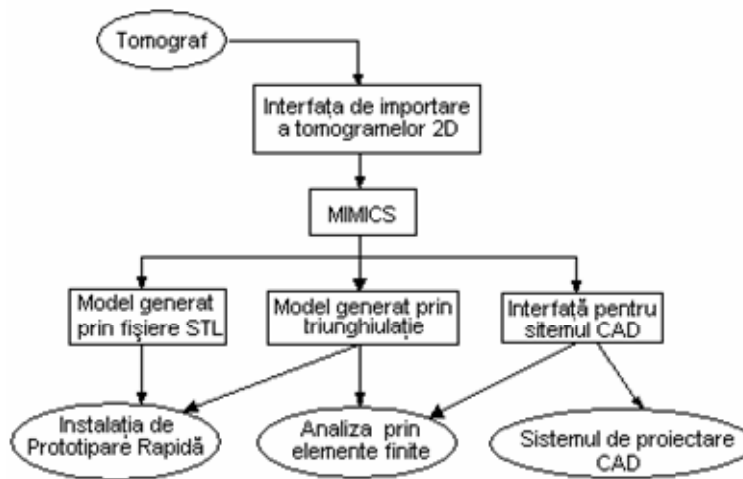 Tomograf
Interfața de importare
a tomogramelor 2D
MIMICS
Model generat
prin fișiere STL
Model generat prin
triunghiulație
Interfață pentru
sitemul CAD
Instalația de
Prototipare Rapidă
Analiza prin
elemente finite
Sistemul de proiectare
CAD